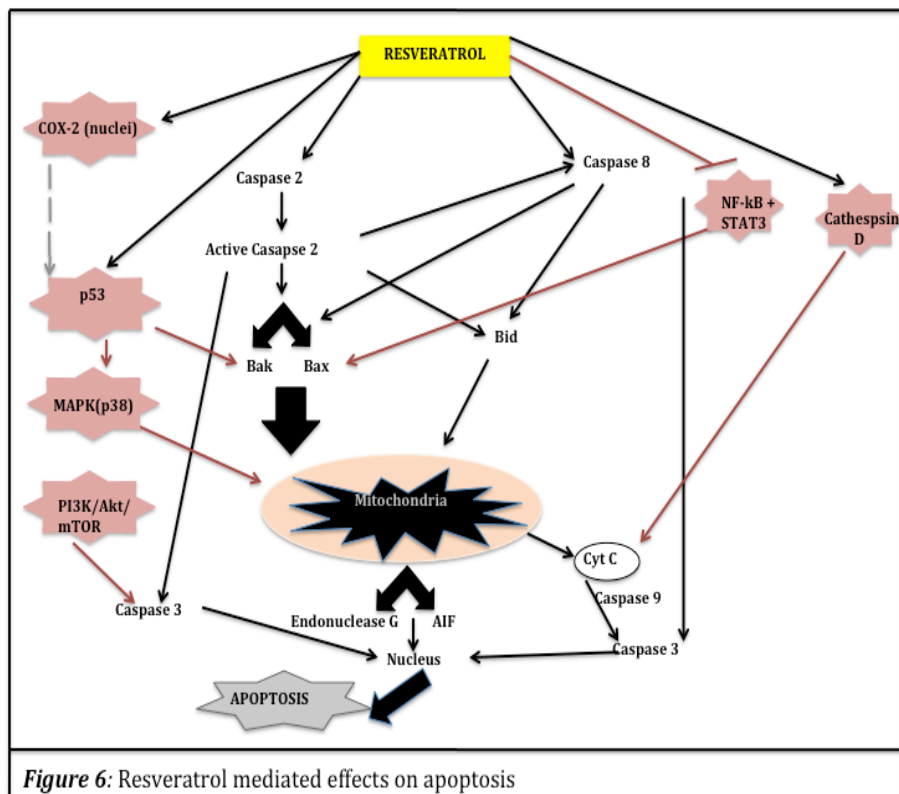 RESVERATROL
COX-2 (nuclei)
Caspase 2
Caspase 8
NF-kB +
STAT3
Cathespsin
D
Active Casapse 2
p53
Bak
Bax
Bid
MAPK(p38)
PI3K/Akt/
mTOR
Mitochondria
Cyt C
Caspase 9
Caspase 3
Endonuclease G
AIF
Caspase 3
Nucleus
APOPTOSIS
Figure 6: Resveratrol mediated effects on apoptosis